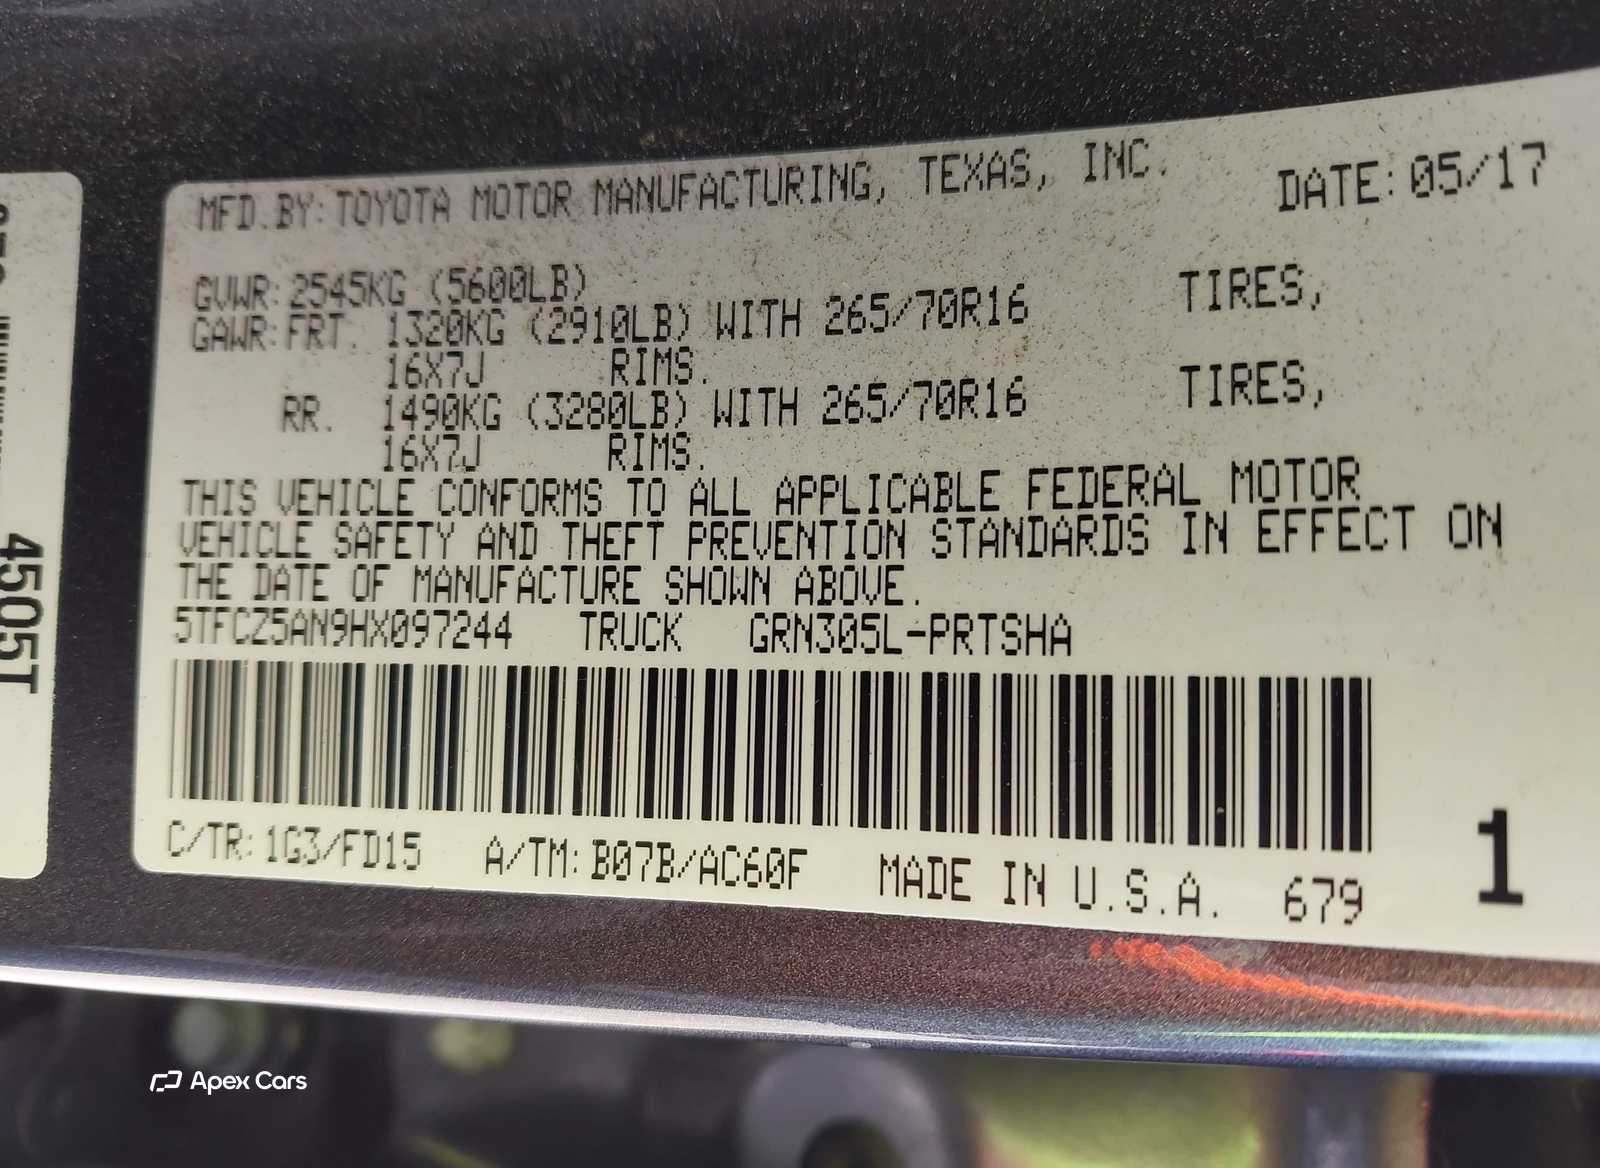 MFD.BY:TOYOTA MOTOR MANUFACTURING, TEXAS, INC. DATE:05/17
GVWR:2545KG (5600LB)
GAWR:FRT. 1320KG (2910LB) WITH 265/70R16 TIRES,
16X7J RIMS.
RR. 1490KG (3280LB) WITH 265/70R16 TIRES,
16X7J RIMS.
THIS VEHICLE CONFORMS TO ALL APPLICABLE FEDERAL MOTOR
VEHICLE SAFETY AND THEFT PREVENTION STANDARDS IN EFFECT ON
THE DATE OF MANUFACTURE SHOWN ABOVE.
5TFCZ5AN9HX097244 TRUCK GRN305L-PRTSHA
C/TR:1G3/FD15 A/TM:B07B/AC60F MADE IN U.S.A. 679
1
4505T
Apex Cars